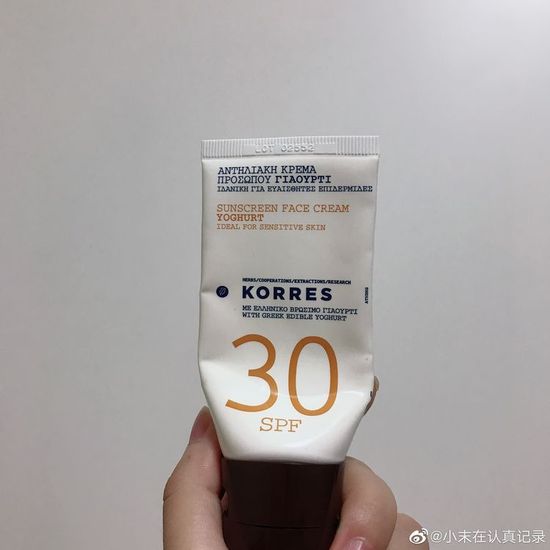 LOT 02552
ΑΝΤΗΛΙΑΚΗ ΚΡΕΜΑ
ΠΡΟΣΩΠΟΥ ΓΙΑΟΥΡΤΙ
ΙΔΑΝΙΚΗ ΓΙΑ ΕΥΑΙΣΘΗΤΕΣ ΕΠΙΔΕΡΜΙΔΕΣ
SUNSCREEN FACE CREAM
YOGHURT
IDEAL FOR SENSITIVE SKIN
HERBS/COOPERATIONS/EXTRACTIONS/RESEARCH
KORRES
ΜΕ ΕΛΛΗΝΙΚΟ ΒΡΩΣΙΜΟ ΓΙΑΟΥΡΤΙ
WITH GREEK EDIBLE YOGHURT
30
SPF
@小末在认真记录